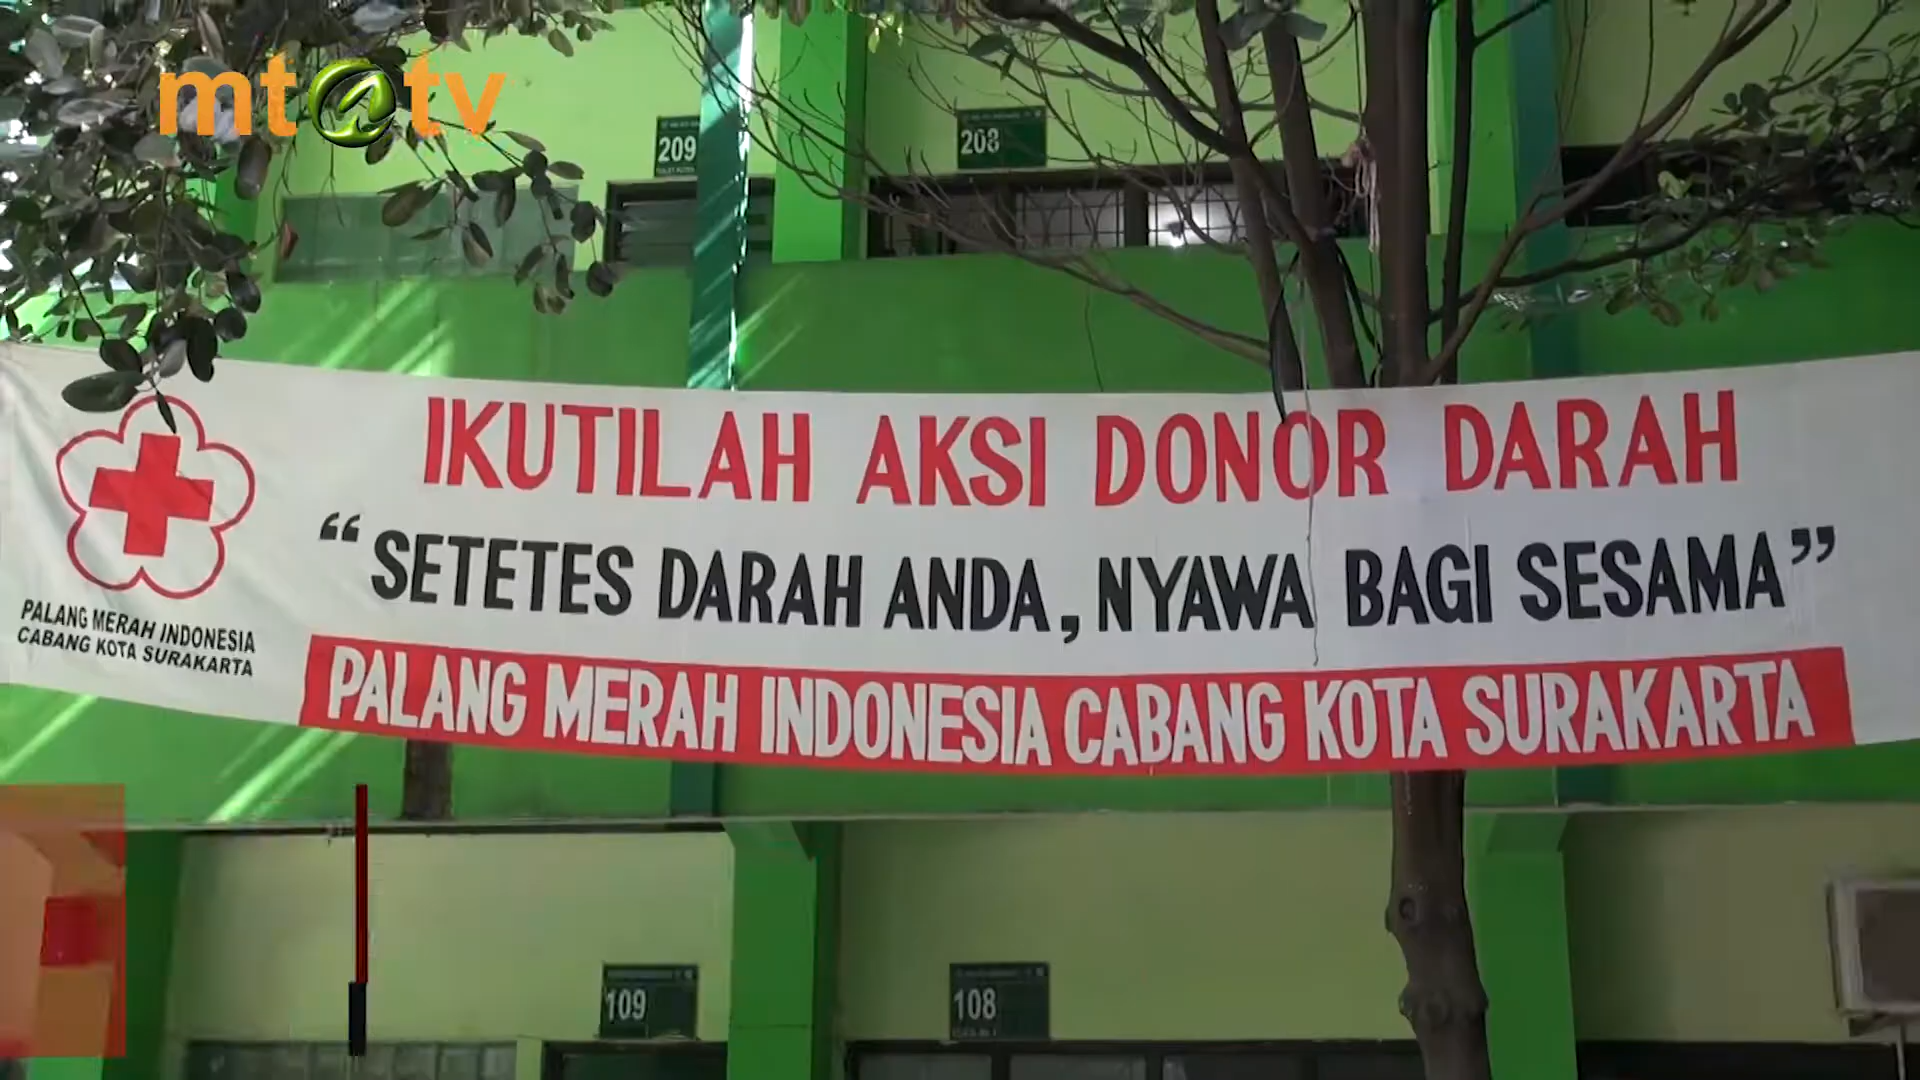 mt@tv
209
208
IKUTILAH AKSI DONOR DARAH
“SETETES DARAH ANDA, NYAWA BAGI SESAMA”
PALANG MERAH INDONESIA
CABANG KOTA SURAKARTA
PALANG MERAH INDONESIA CABANG KOTA SURAKARTA
109
108